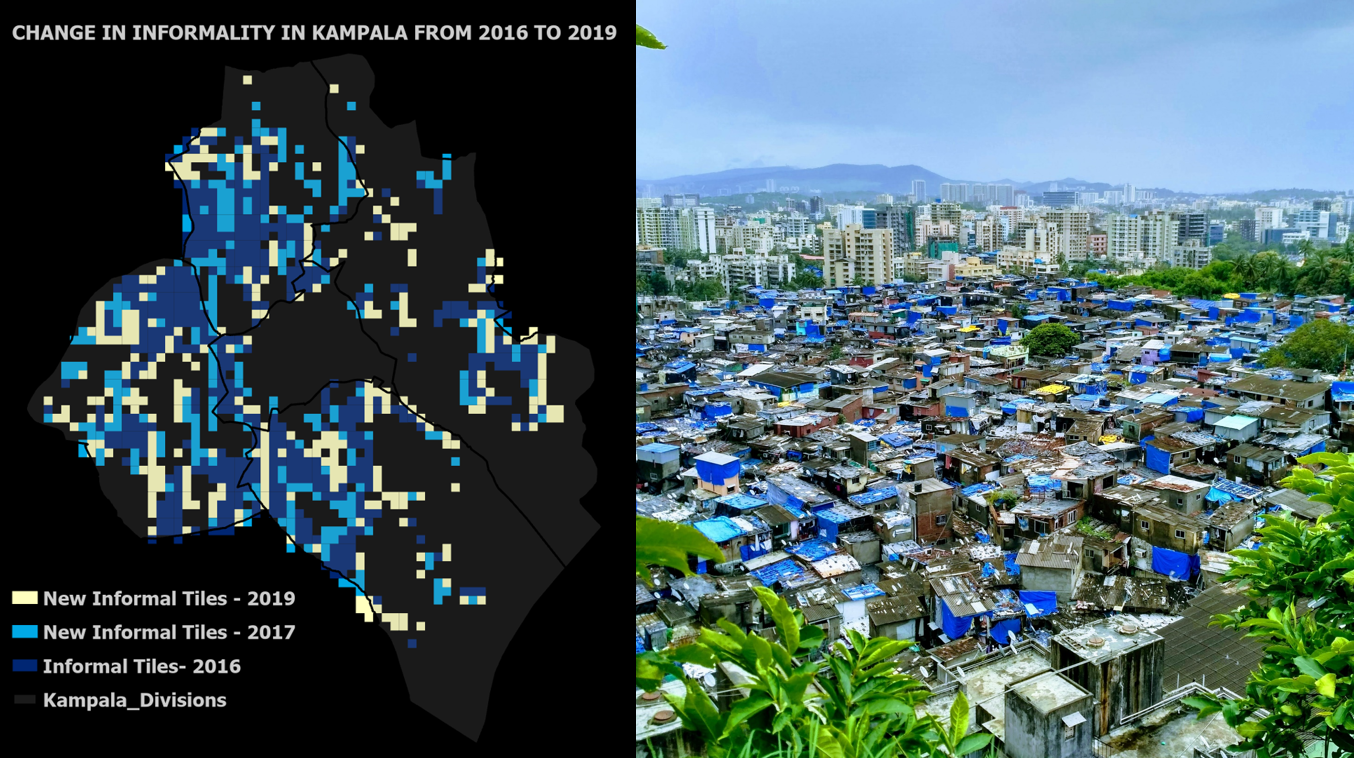 CHANGE IN INFORMALITY IN KAMPALA FROM 2016 TO 2019
New Informal Tiles - 2019
New Informal Tiles - 2017
Informal Tiles- 2016
Kampala_Divisions